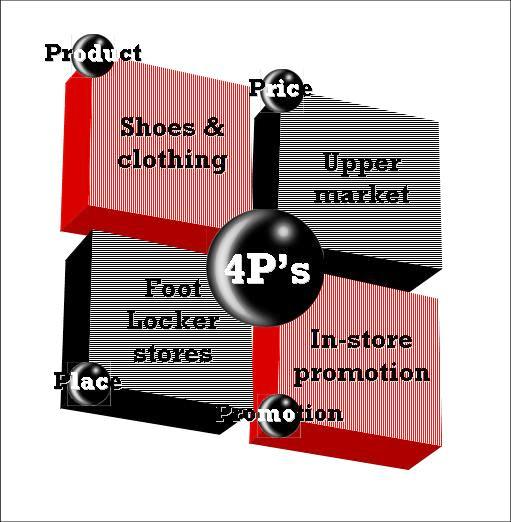 Product
Shoes &
clothing
Price
Upper
market
4P's
Foot
Locker
stores
Place
In-store
promotion
Promotion